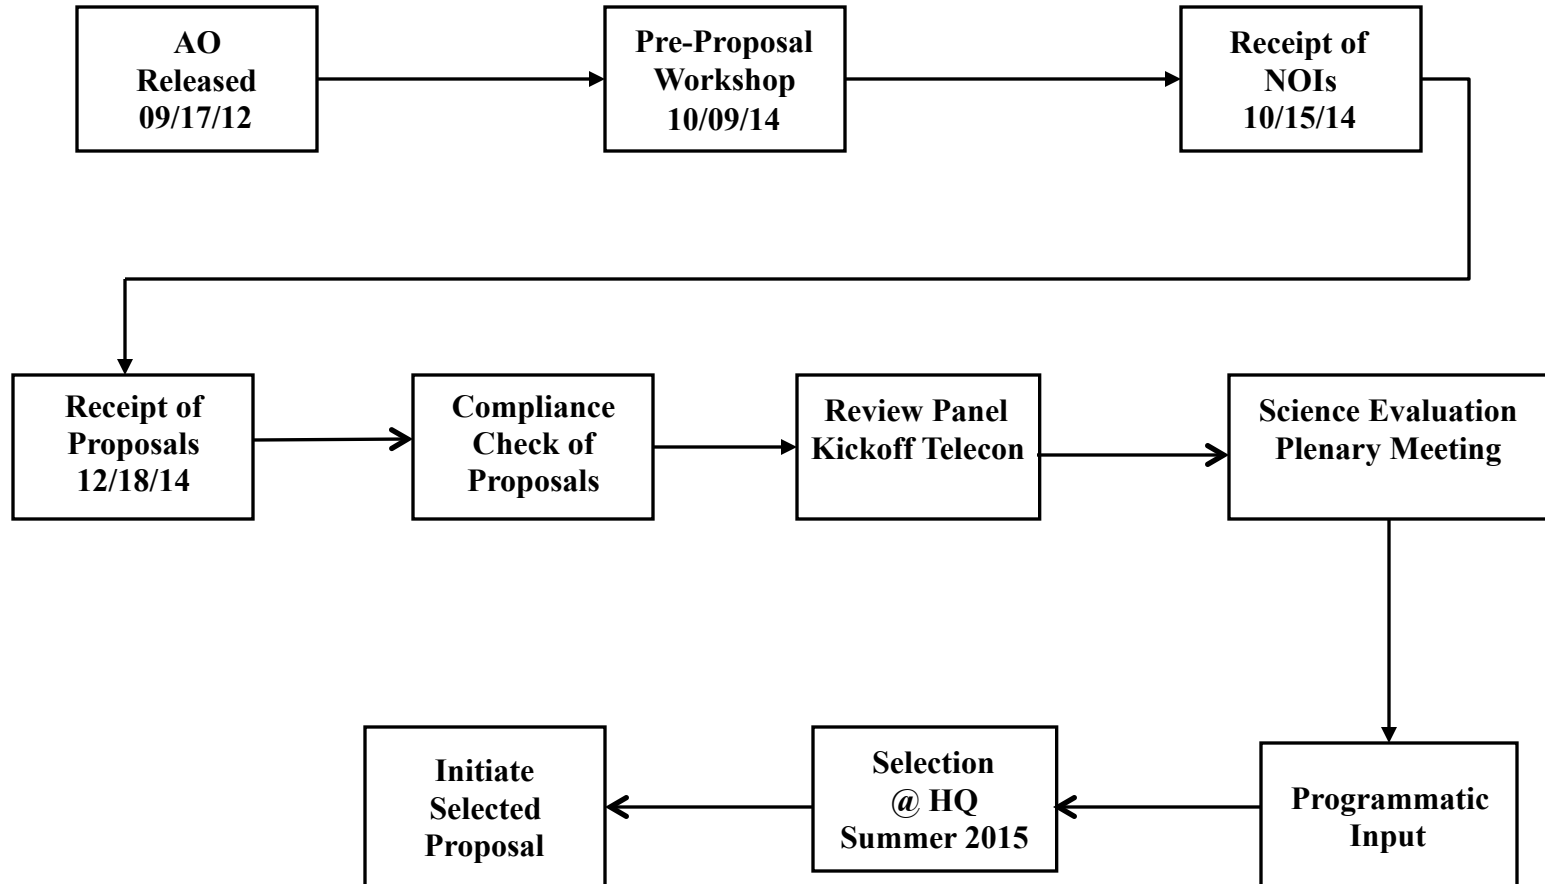 AO
Released
09/17/12
Pre-Proposal
Workshop
10/09/14
Receipt of
NOIs
10/15/14
Receipt of
Proposals
12/18/14
Compliance
Check of
Proposals
Review Panel
Kickoff Telecon
Science Evaluation
Plenary Meeting
Programmatic
Input
Selection
@ HQ
Summer 2015
Initiate
Selected
Proposal